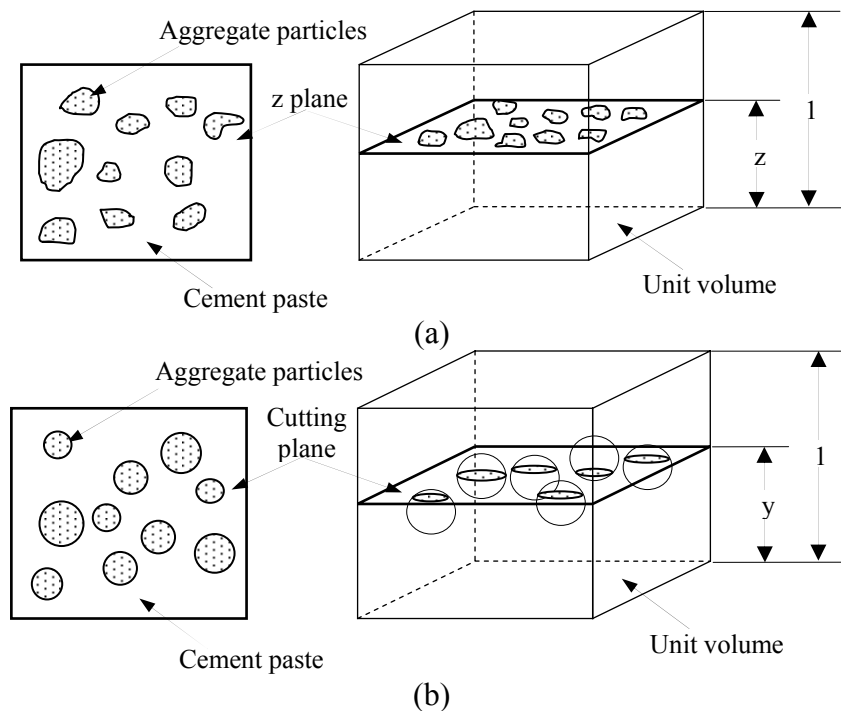 Aggregate particles
z plane
1
z
Cement paste
Unit volume
(a)
Aggregate particles
Cutting
plane
1
y
Unit volume
Cement paste
(b)